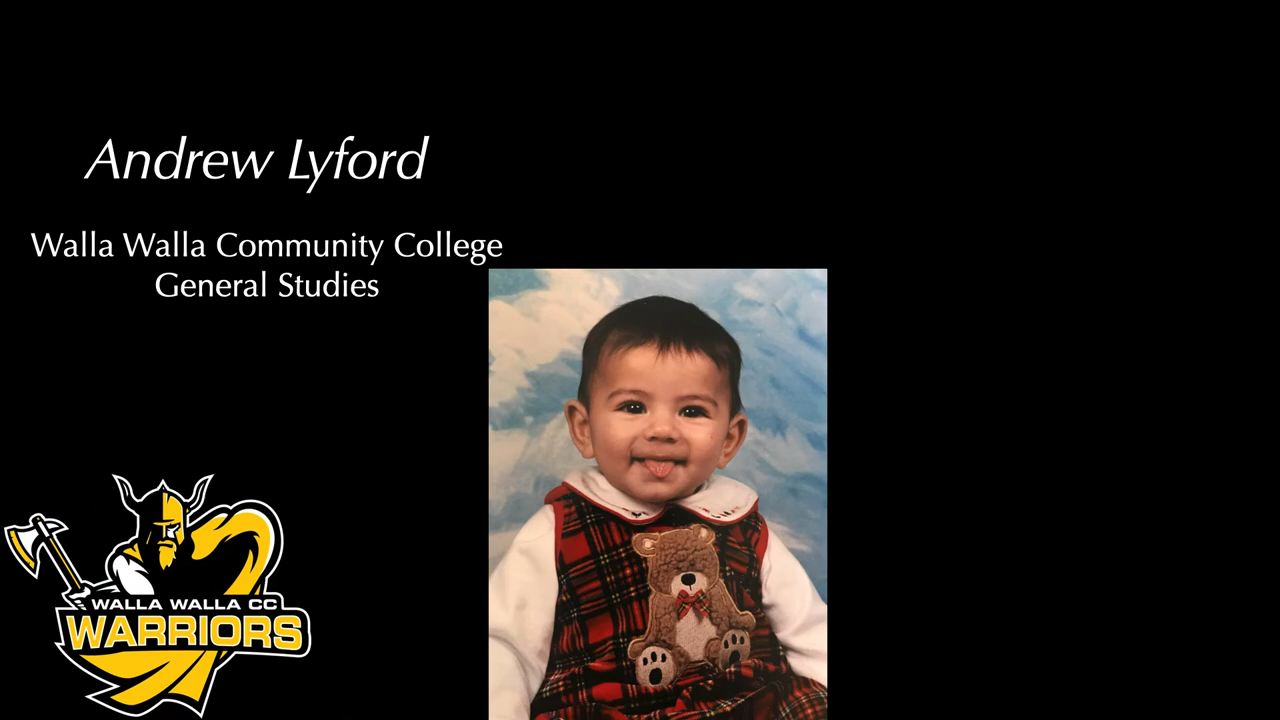 Andrew Lyford
Walla Walla Community College
General Studies
WALLA WALLA CC
WARRIORS